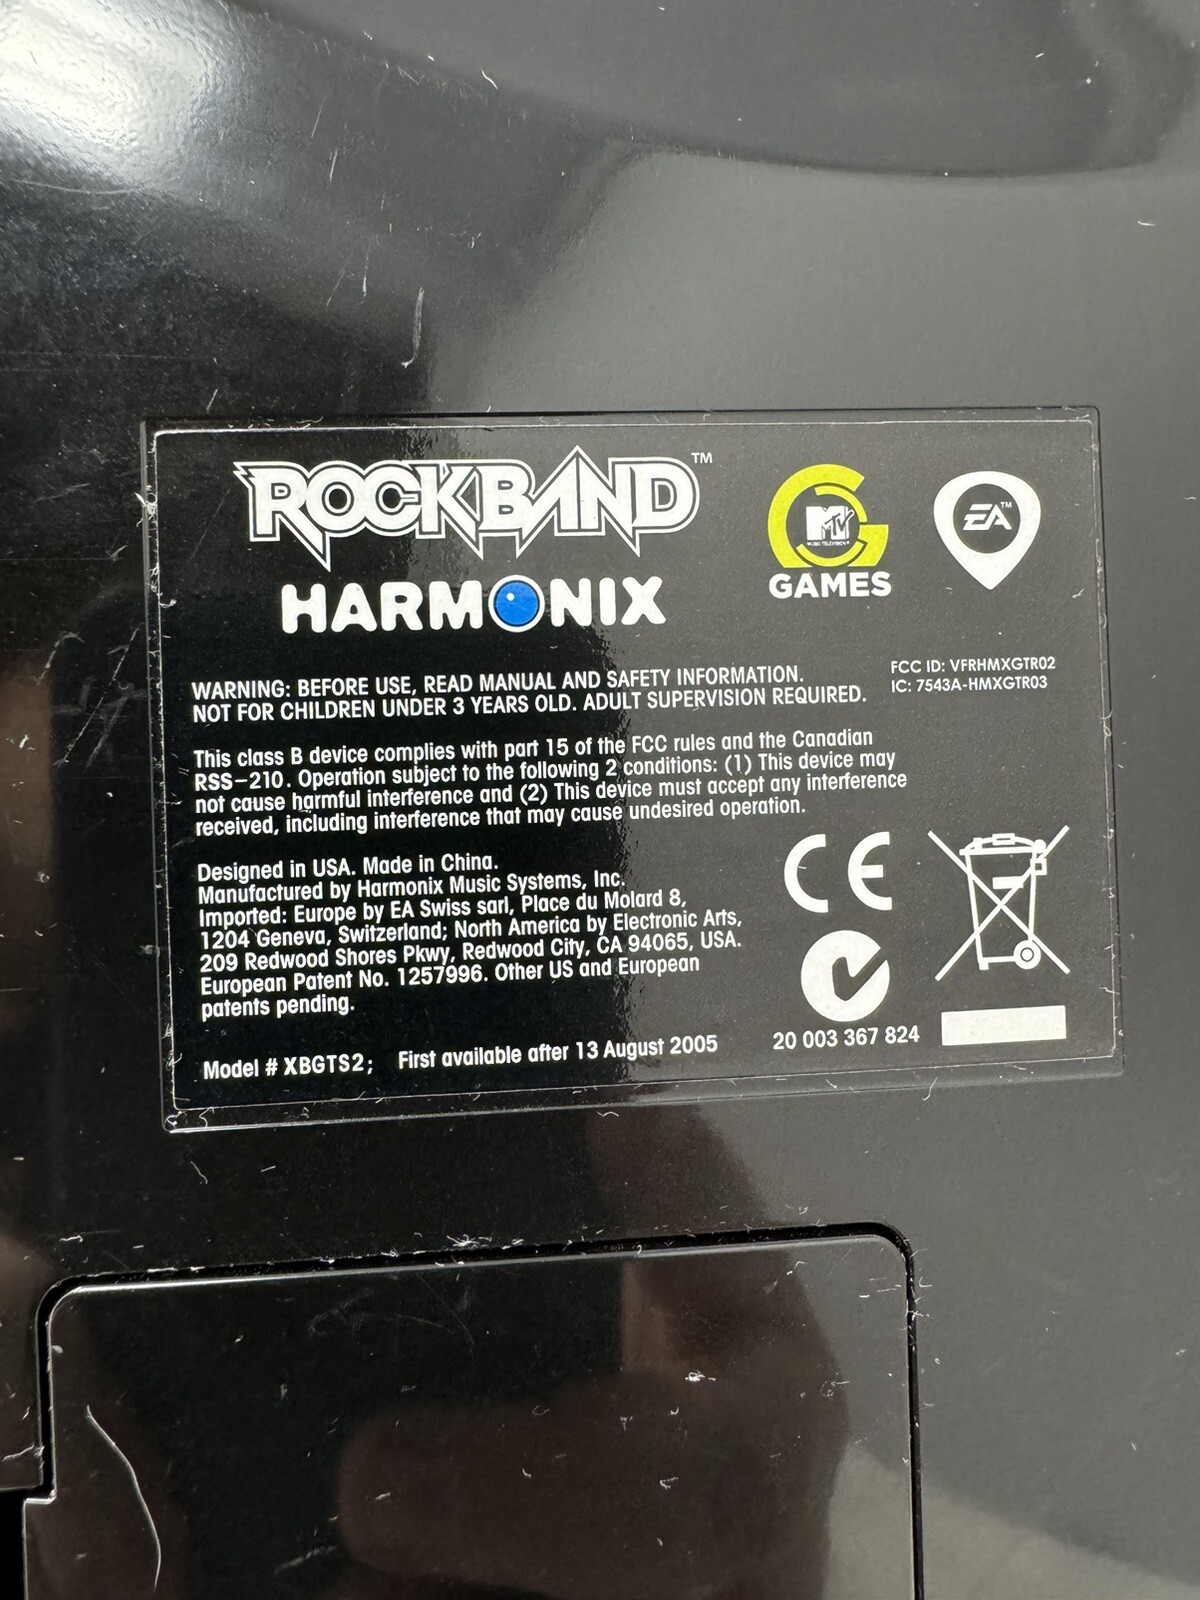 ROCKBAND™
HARMONIX
MTV
MUSIC TELEVISION
GAMES
EA™
FCC ID: VFRHMXGTR02
IC: 7543A-HMXGTR03
WARNING: BEFORE USE, READ MANUAL AND SAFETY INFORMATION.
NOT FOR CHILDREN UNDER 3 YEARS OLD. ADULT SUPERVISION REQUIRED.
This class B device complies with part 15 of the FCC rules and the Canadian
RSS-210. Operation subject to the following 2 conditions: (1) This device may
not cause harmful interference and (2) This device must accept any interference
received, including interference that may cause undesired operation.
Designed in USA. Made in China.
Manufactured by Harmonix Music Systems, Inc.
Imported: Europe by EA Swiss sarl, Place du Molard 8,
1204 Geneva, Switzerland; North America by Electronic Arts,
209 Redwood Shores Pkwy, Redwood City, CA 94065, USA.
European Patent No. 1257996. Other US and European
patents pending.
CE
20 003 367 824
Model # XBGTS2; First available after 13 August 2005